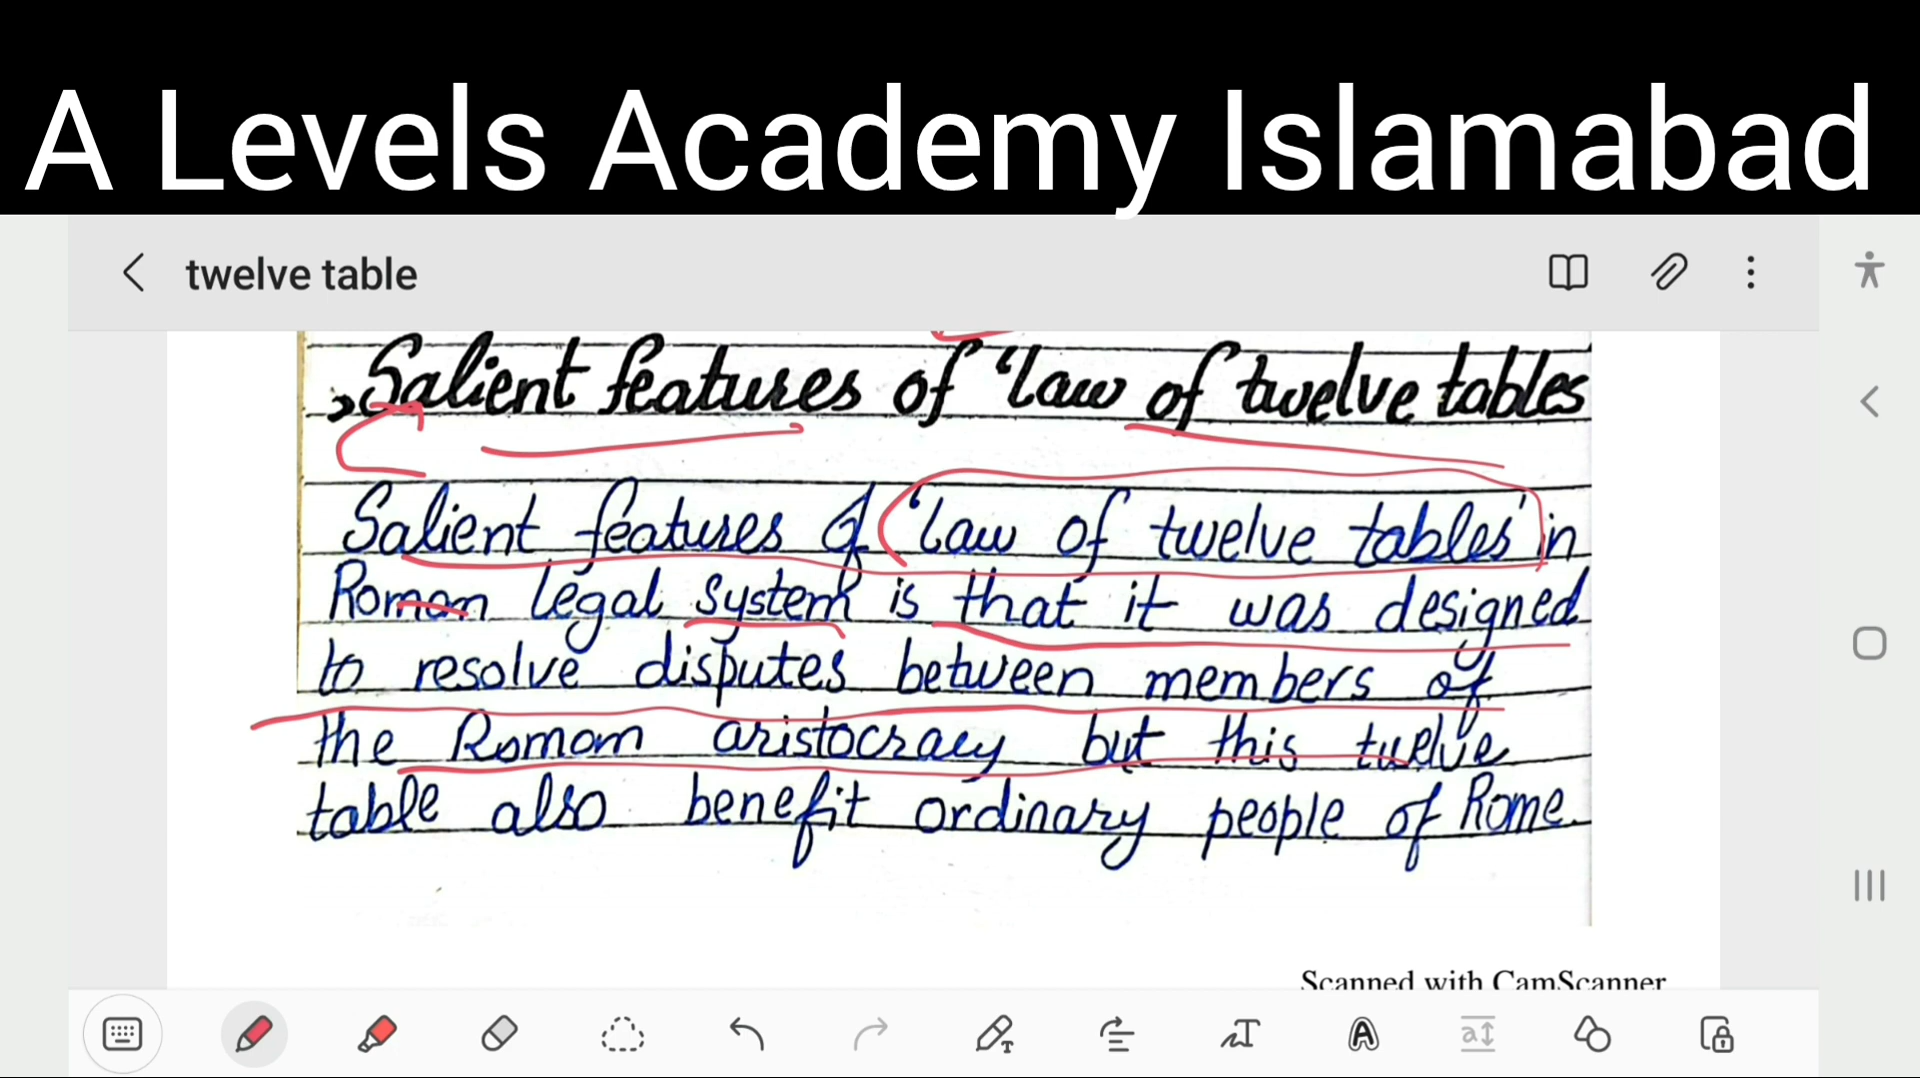 A Levels Academy Islamabad
twelve table
Salient features of 'law of twelve tables
Salient features of 'law of twelve tables' in
Roman legal system is that it was designed
to resolve disputes between members of
the Roman aristocracy but this twelve
table also benefit ordinary people of Rome.
Scanned with CamScanner